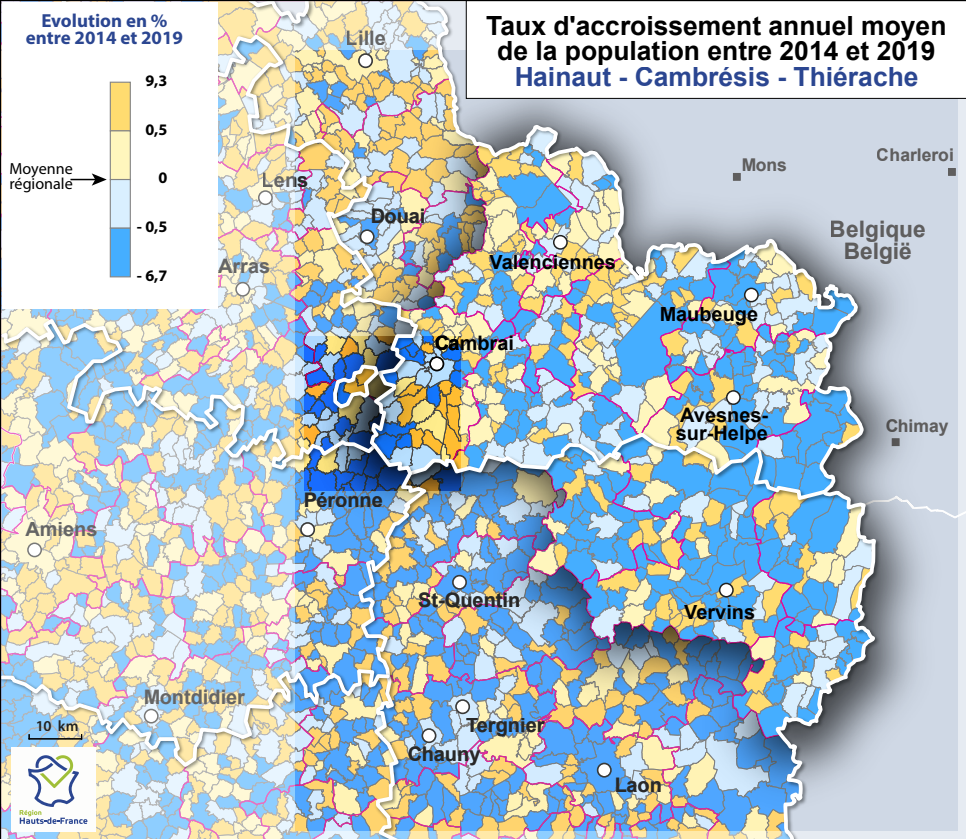 Evolution en %
entre 2014 et 2019
9,3
0,5
Moyenne
régionale
0
- 0,5
- 6,7
Taux d'accroissement annuel moyen
de la population entre 2014 et 2019
Hainaut - Cambrésis - Thiérache
Lille
Mons
Charleroi
Lens
Douai
Belgique
België
Valenciennes
Arras
Maubeuge
Cambrai
Avesnes-
sur-Helpe
Chimay
Péronne
Amiens
St-Quentin
Vervins
Montdidier
Tergnier
10 km
Chauny
Laon
Région
Hauts-de-France